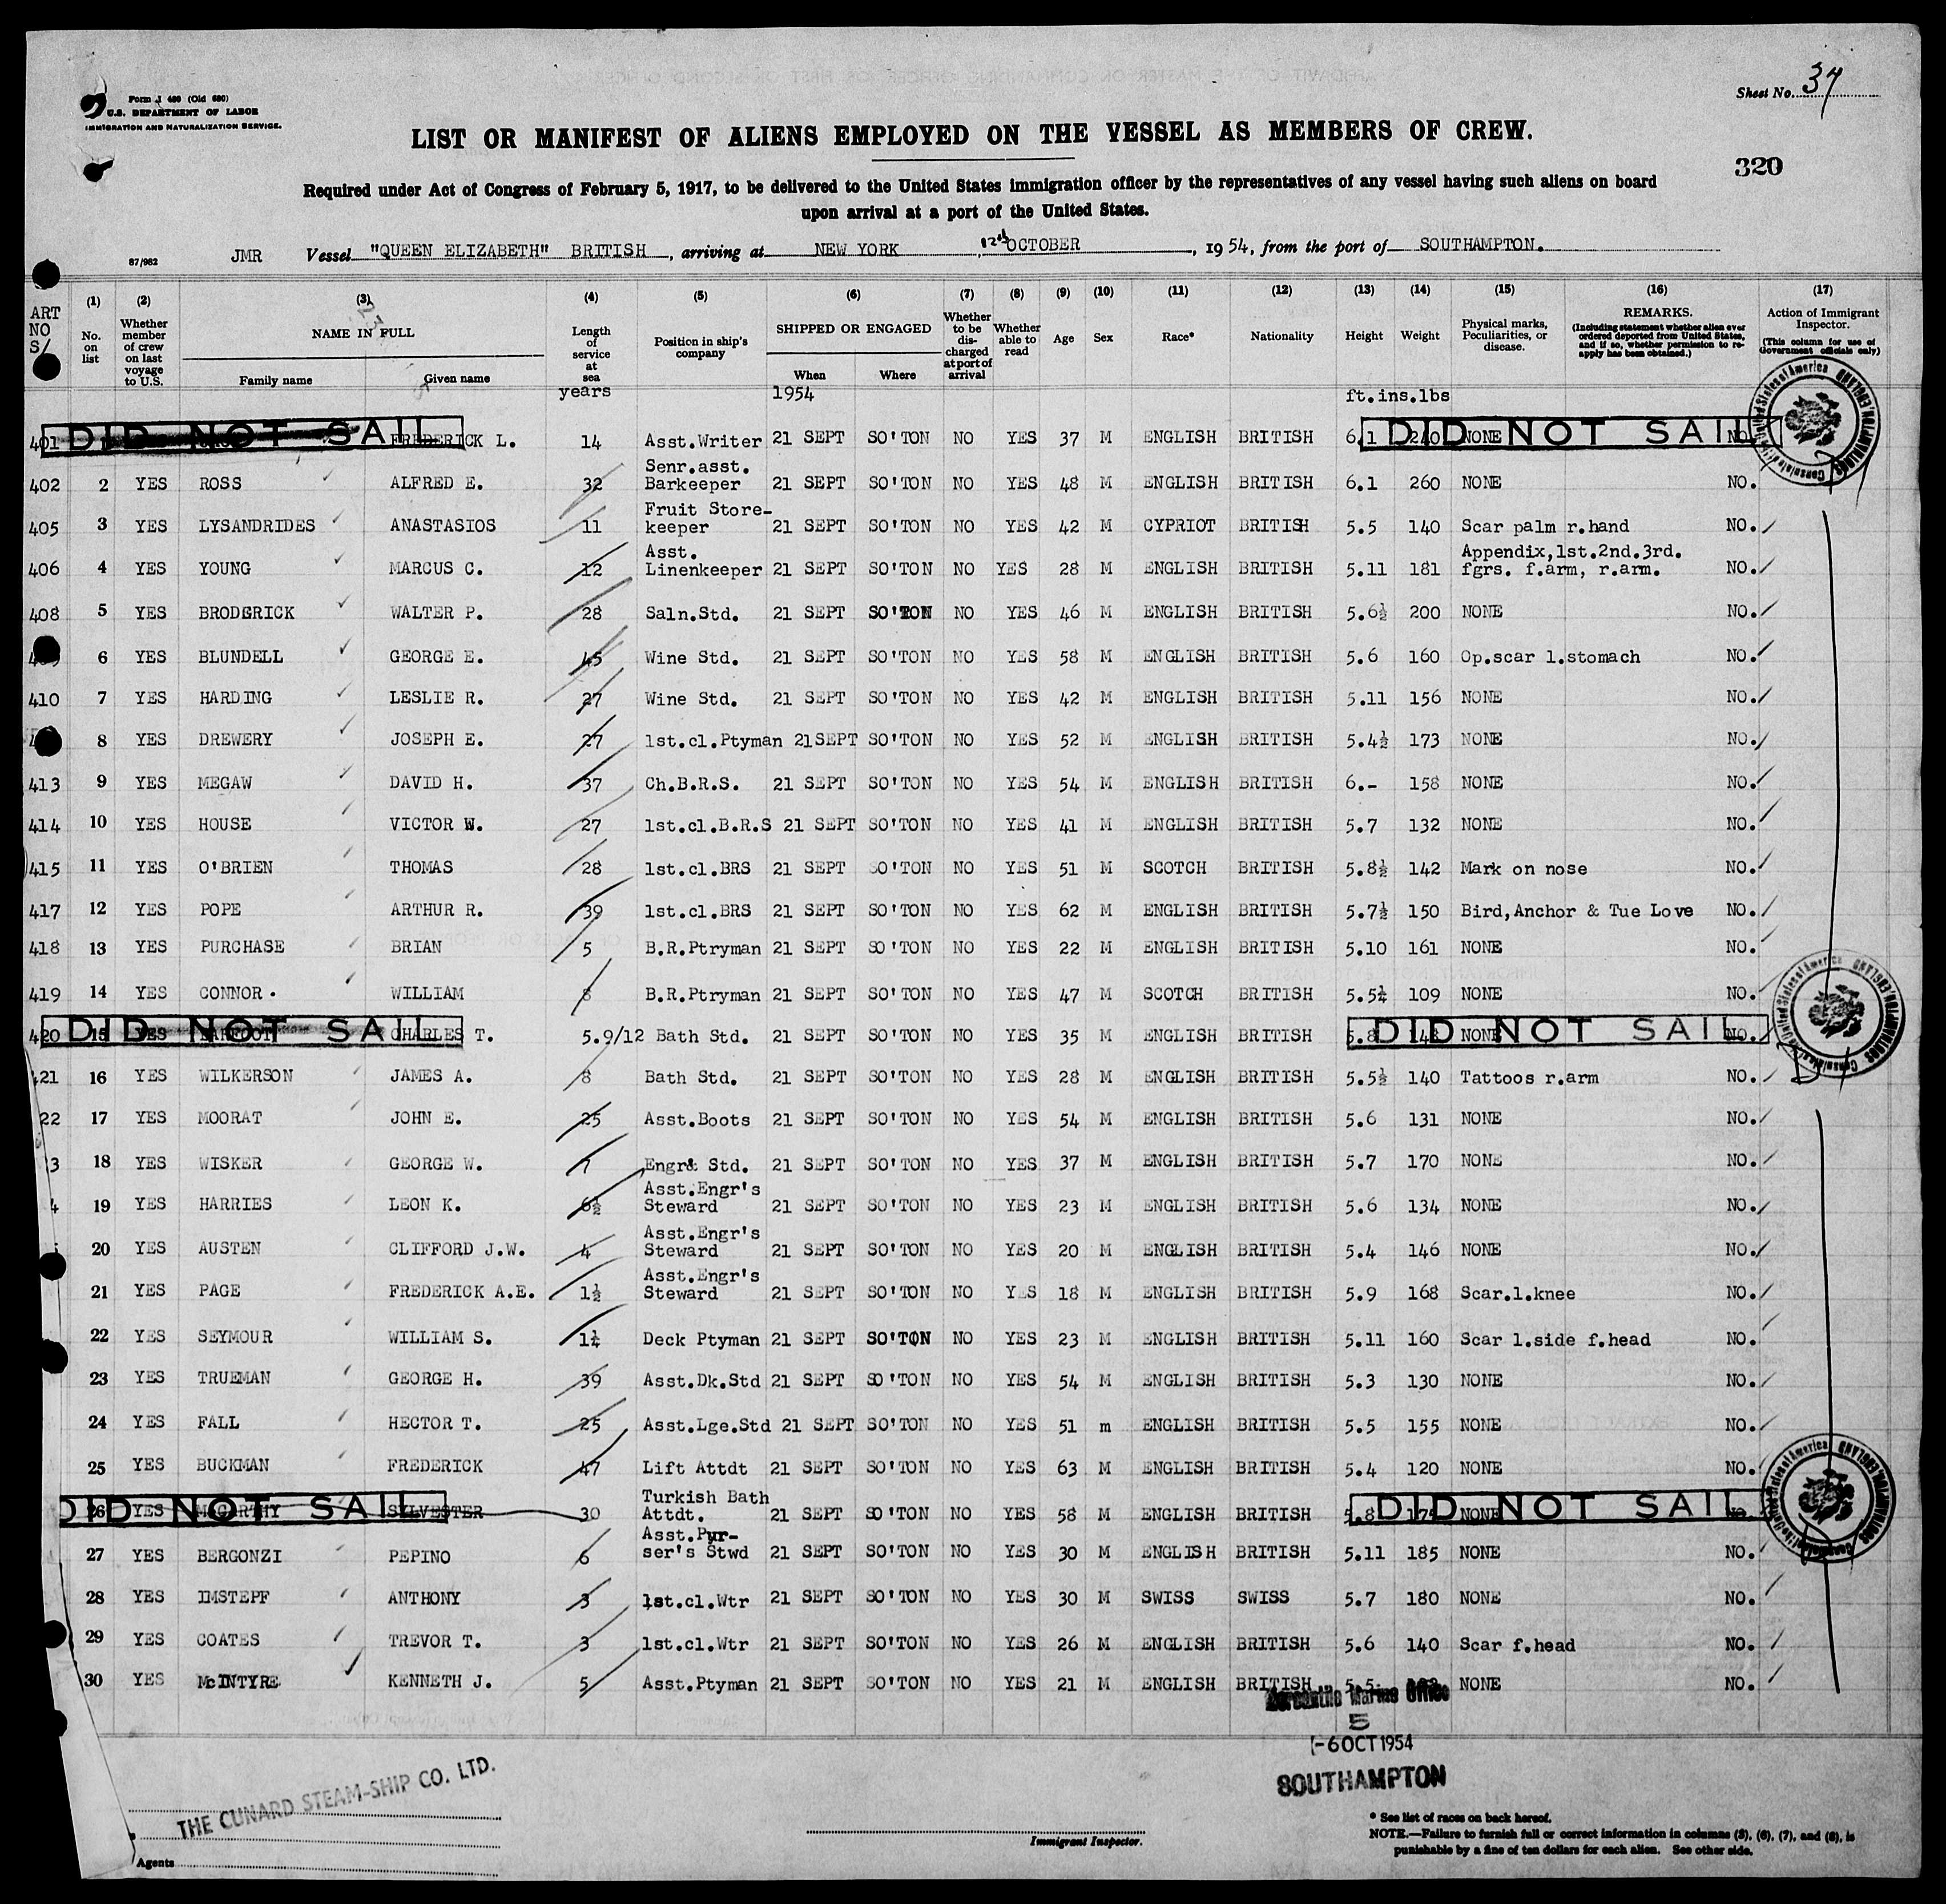 Form I 480 (Old 680)
U.S. DEPARTMENT OF LABOR
IMMIGRATION AND NATURALIZATION SERVICE.
Sheet No. 37
LIST OR MANIFEST OF ALIENS EMPLOYED ON THE VESSEL AS MEMBERS OF CREW.
320
Required under Act of Congress of February 5, 1917, to be delivered to the United States immigration officer by the representatives of any vessel having such aliens on board
upon arrival at a port of the United States.
87/982 JMR Vessel "QUEEN ELIZABETH" BRITISH, arriving at NEW YORK, 12th OCTOBER, 1954, from the port of SOUTHAMPTON.
ART NO S/ (1) No. on list (2) Whether member of crew on last voyage to U.S. (3) NAME IN FULL Family name Given name (4) Length of service at sea (5) Position in ship's company (6) SHIPPED OR ENGAGED When Where (7) Whether to be discharged at port of arrival (8) Whether able to read (9) Age (10) Sex (11) Race* (12) Nationality (13) Height (14) Weight (15) Physical marks, Peculiarities, or disease. (16) REMARKS. (Including statement whether alien ever ordered deported from United States, and if so, whether permission to re-apply has been obtained.) (17) Action of Immigrant Inspector. (This column for use of Government officials only)
years 1954 ft.ins.lbs
401 DID NOT SAIL FREDERICK L. 14 Asst.Writer 21 SEPT SO'TON NO YES 37 M ENGLISH BRITISH 6.1 240 NONE DID NOT SAIL NO.
402 2 YES ROSS ALFRED E. 32 Senr.asst. Barkeeper 21 SEPT SO'TON NO YES 48 M ENGLISH BRITISH 6.1 260 NONE NO.
405 3 YES LYSANDRIDES ANASTASIOS 11 Fruit Store-keeper 21 SEPT SO'TON NO YES 42 M CYPRIOT BRITISH 5.5 140 Scar palm r.hand NO.
406 4 YES YOUNG MARCUS C. 12 Asst. Linenkeeper 21 SEPT SO'TON NO YES 28 M ENGLISH BRITISH 5.11 181 Appendix,1st.2nd.3rd. fgrs. f.arm, r.arm. NO.
408 5 YES BRODERICK WALTER P. 28 Saln.Std. 21 SEPT SO'TON NO YES 46 M ENGLISH BRITISH 5.6½ 200 NONE NO.
6 YES BLUNDELL GEORGE E. 45 Wine Std. 21 SEPT SO'TON NO YES 58 M ENGLISH BRITISH 5.6 160 Op.scar l.stomach NO.
410 7 YES HARDING LESLIE R. 27 Wine Std. 21 SEPT SO'TON NO YES 42 M ENGLISH BRITISH 5.11 156 NONE NO.
8 YES DREWERY JOSEPH E. 27 1st.cl.Ptyman 21SEPT SO'TON NO YES 52 M ENGLISH BRITISH 5.4½ 173 NONE NO.
413 9 YES MEGAW DAVID H. 37 Ch.B.R.S. 21 SEPT SO'TON NO YES 54 M ENGLISH BRITISH 6.- 158 NONE NO.
414 10 YES HOUSE VICTOR W. 27 1st.cl.B.R.S 21 SEPT SO'TON NO YES 41 M ENGLISH BRITISH 5.7 132 NONE NO.
415 11 YES O'BRIEN THOMAS 28 1st.cl.BRS 21 SEPT SO'TON NO YES 51 M SCOTCH BRITISH 5.8½ 142 Mark on nose NO.
417 12 YES POPE ARTHUR R. 39 1st.cl.BRS 21 SEPT SO'TON NO YES 62 M ENGLISH BRITISH 5.7½ 150 Bird,Anchor & Tue Love NO.
418 13 YES PURCHASE BRIAN 5 B.R.Ptryman 21 SEPT SO'TON NO YES 22 M ENGLISH BRITISH 5.10 161 NONE NO.
419 14 YES CONNOR. WILLIAM 8 B.R.Ptryman 21 SEPT SO'TON NO YES 47 M SCOTCH BRITISH 5.5¼ 109 NONE NO.
420 15 YES DID NOT SAIL CHARLES T. 5.9/12 Bath Std. 21 SEPT SO'TON NO YES 35 M ENGLISH BRITISH 5.8 NONE DID NOT SAIL NO.
421 16 YES WILKERSON JAMES A. 8 Bath Std. 21 SEPT SO'TON NO YES 28 M ENGLISH BRITISH 5.5½ 140 Tattoos r.arm NO.
22 17 YES MOORAT JOHN E. 25 Asst.Boots 21 SEPT SO'TON NO YES 54 M ENGLISH BRITISH 5.6 131 NONE NO.
3 18 YES WISKER GEORGE W. 7 Engrs Std. 21 SEPT SO'TON NO YES 37 M ENGLISH BRITISH 5.7 170 NONE NO.
4 19 YES HARRIES LEON K. 6½ Asst.Engr's Steward 21 SEPT SO'TON NO YES 23 M ENGLISH BRITISH 5.6 134 NONE NO.
20 YES AUSTEN CLIFFORD J.W. 4 Asst.Engr's Steward 21 SEPT SO'TON NO YES 20 M ENGLISH BRITISH 5.4 146 NONE NO.
21 YES PAGE FREDERICK A.E. 1½ Asst.Engr's Steward 21 SEPT SO'TON NO YES 18 M ENGLISH BRITISH 5.9 168 Scar.l.knee NO.
22 YES SEYMOUR WILLIAM S. 1¼ Deck Ptyman 21 SEPT SO'TON NO YES 23 M ENGLISH BRITISH 5.11 160 Scar l.side f.head NO.
23 YES TRUEMAN GEORGE H. 39 Asst.Dk.Std 21 SEPT SO'TON NO YES 54 M ENGLISH BRITISH 5.3 130 NONE NO.
24 YES FALL HECTOR T. 25 Asst.Lge.Std 21 SEPT SO'TON NO YES 51 m ENGLISH BRITISH 5.5 155 NONE NO.
25 YES BUCKMAN FREDERICK 47 Lift Attdt 21 SEPT SO'TON NO YES 63 M ENGLISH BRITISH 5.4 120 NONE NO.
26 YES DID NOT SAIL McCARTHY SYLVESTER 30 Turkish Bath Attdt. 21 SEPT SO'TON NO YES 58 M ENGLISH BRITISH 5.8 175 NONE DID NOT SAIL NO.
27 YES BERGONZI PEPINO 6 Asst.Pur-ser's Stwd 21 SEPT SO'TON NO YES 30 M ENGLISH BRITISH 5.11 185 NONE NO.
28 YES IMSTEPF ANTHONY 3 1st.cl.Wtr 21 SEPT SO'TON NO YES 30 M SWISS SWISS 5.7 180 NONE NO.
29 YES COATES TREVOR T. 3 1st.cl.Wtr 21 SEPT SO'TON NO YES 26 M ENGLISH BRITISH 5.6 140 Scar f.head NO.
30 YES McINTYRE KENNETH J. 5 Asst.Ptyman 21 SEPT SO'TON NO YES 21 M ENGLISH BRITISH 5.5 NONE NO.
Mercantile Marine Office
5
-6 OCT 1954
SOUTHAMPTON
THE CUNARD STEAM-SHIP CO. LTD.
Agents
Immigrant Inspector.
* See list of races on back hereof.
NOTE.—Failure to furnish full or correct information in columns (3), (6), (7), and (8), is
punishable by a fine of ten dollars for each alien. See other side.